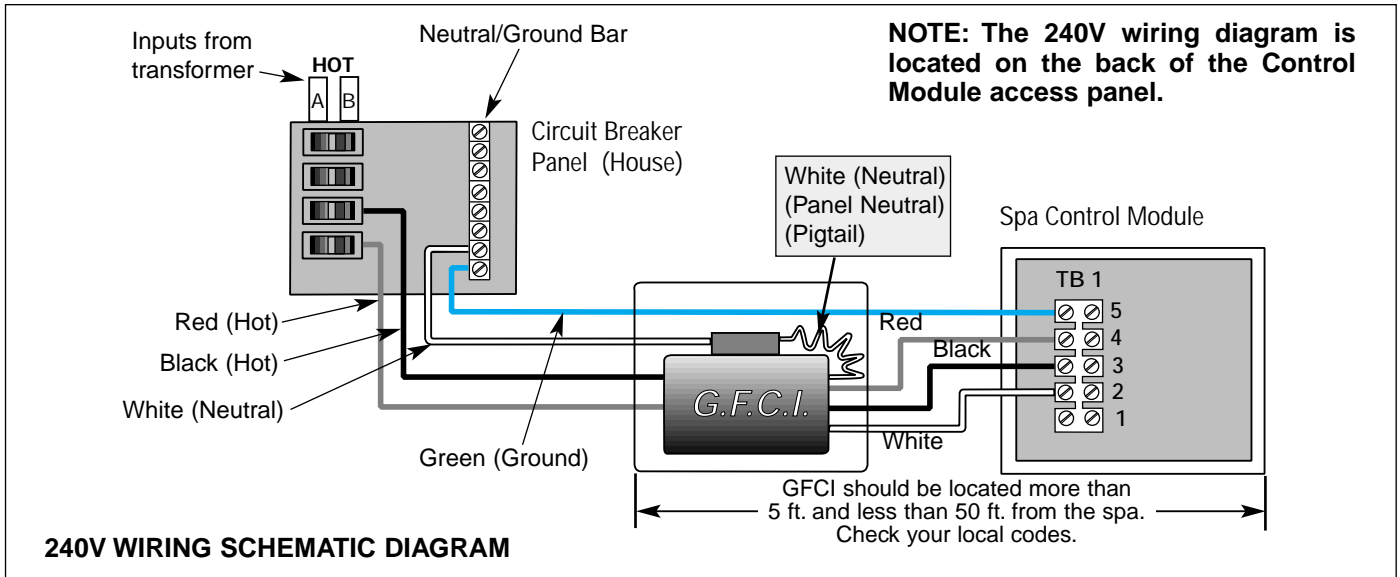 Inputs from
transformer
HOT
A
B
Neutral/Ground Bar
NOTE: The 240V wiring diagram is
located on the back of the Control
Module access panel.
Circuit Breaker
Panel (House)
White (Neutral)
(Panel Neutral)
(Pigtail)
Spa Control Module
TB 1
5
4
3
2
1
Red (Hot)
Black (Hot)
White (Neutral)
Green (Ground)
Red
Black
White
G.F.C.I.
GFCI should be located more than
5 ft. and less than 50 ft. from the spa.
Check your local codes.
240V WIRING SCHEMATIC DIAGRAM